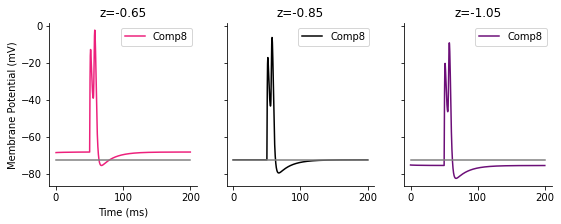 z=-0.65 z=-0.85 z=-1.05
Comp8 Comp8 Comp8
Membrane Potential (mV)
0
−20
−40
−60
−80
0 100 200 0 100 200 0 100 200
Time (ms)